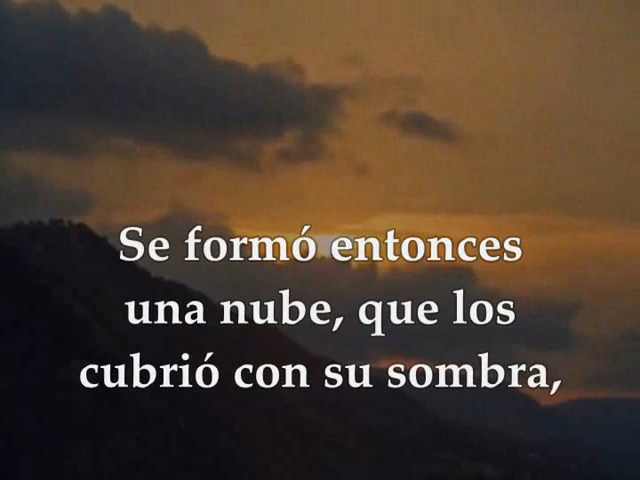 Se formó entonces
una nube, que los
cubrió con su sombra,